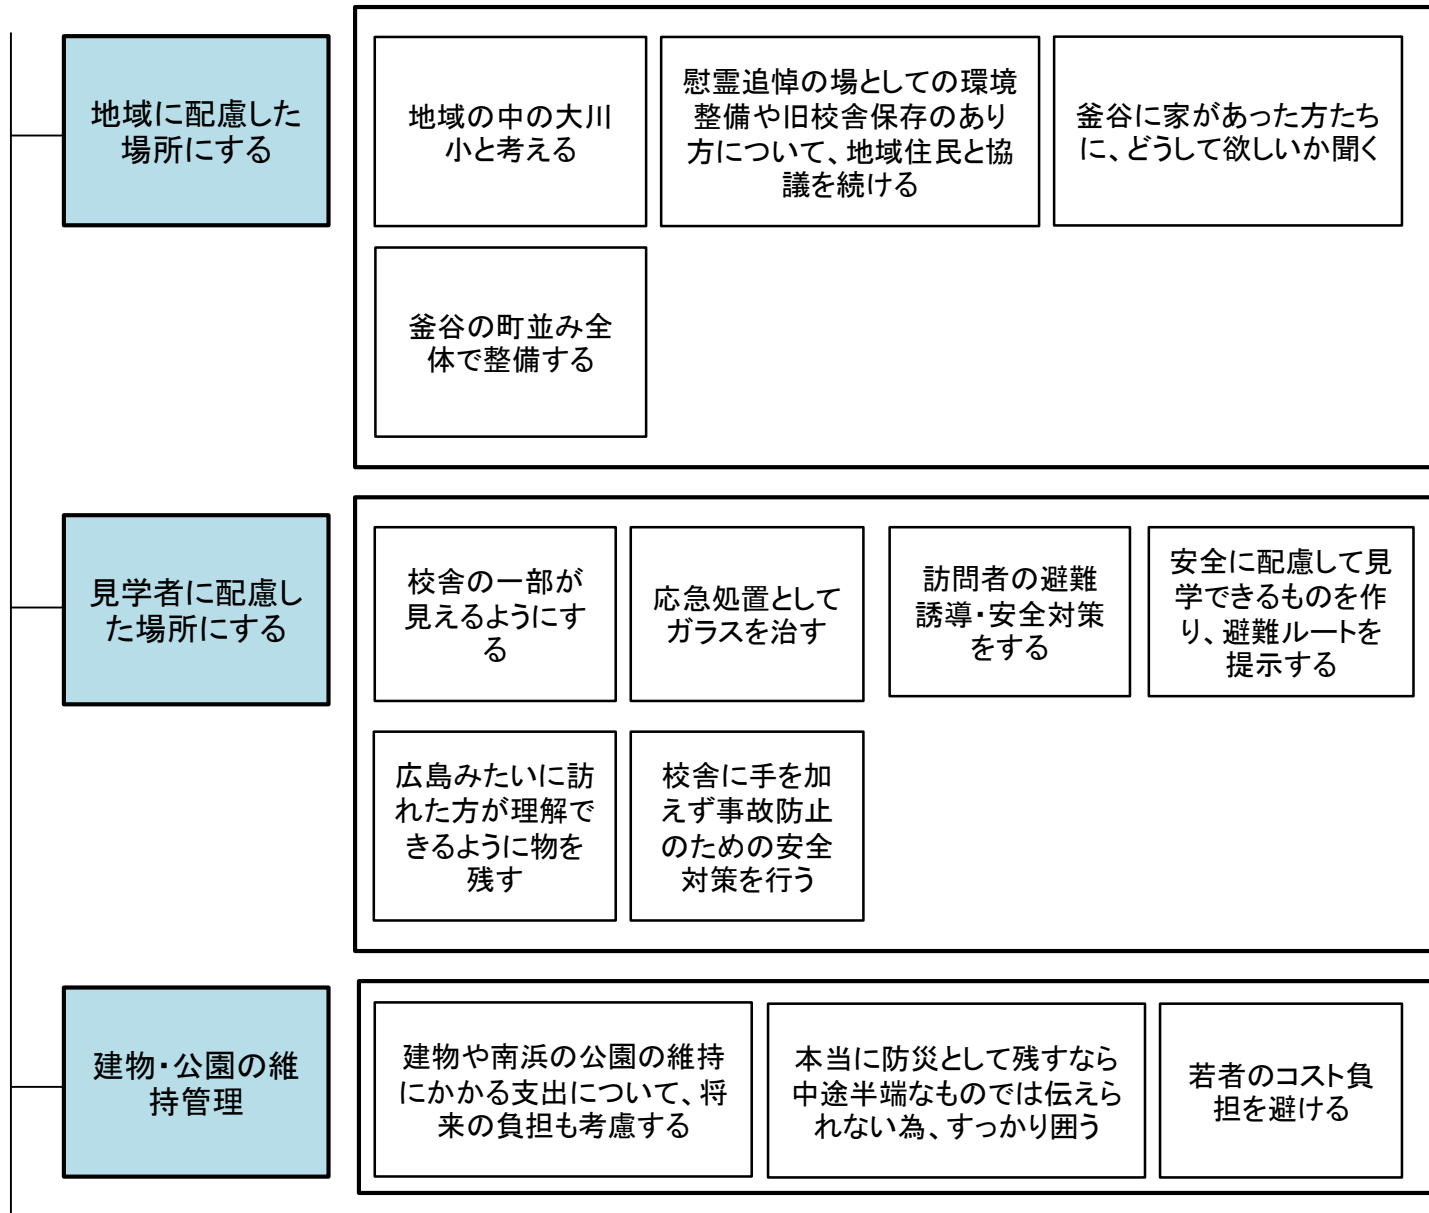 地域に配慮した
場所にする
地域の中の大川
小と考える
慰霊追悼の場としての環境
整備や旧校舎保存のあり
方について、地域住民と協
議を続ける
釜谷に家があった方たち
に、どうして欲しいか聞く
釜谷の町並み全
体で整備する
見学者に配慮し
た場所にする
校舎の一部が
見えるようにす
る
応急処置として
ガラスを治す
訪問者の避難
誘導・安全対策
をする
安全に配慮して見
学できるものを作
り、避難ルートを
提示する
広島みたいに訪
れた方が理解で
きるように物を
残す
校舎に手を加
えず事故防止
のための安全
対策を行う
建物・公園の維
持管理
建物や南浜の公園の維持
にかかる支出について、将
来の負担も考慮する
本当に防災として残すなら
中途半端なものでは伝えら
れない為、すっかり囲う
若者のコスト負
担を避ける